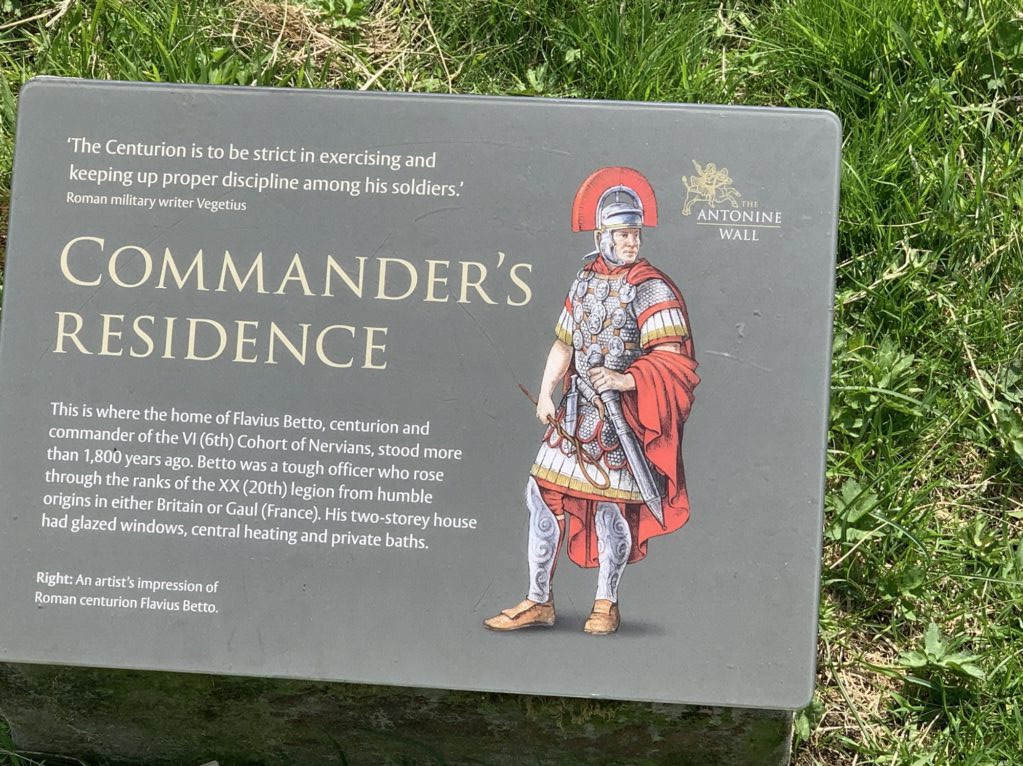 ‘The Centurion is to be strict in exercising and
keeping up proper discipline among his soldiers.’
Roman military writer Vegetius
THE
ANTONINE
WALL
COMMANDER’S
RESIDENCE
This is where the home of Flavius Betto, centurion and
commander of the VI (6th) Cohort of Nervians, stood more
than 1,800 years ago. Betto was a tough officer who rose
through the ranks of the XX (20th) legion from humble
origins in either Britain or Gaul (France). His two-storey house
had glazed windows, central heating and private baths.
Right: An artist’s impression of
Roman centurion Flavius Betto.